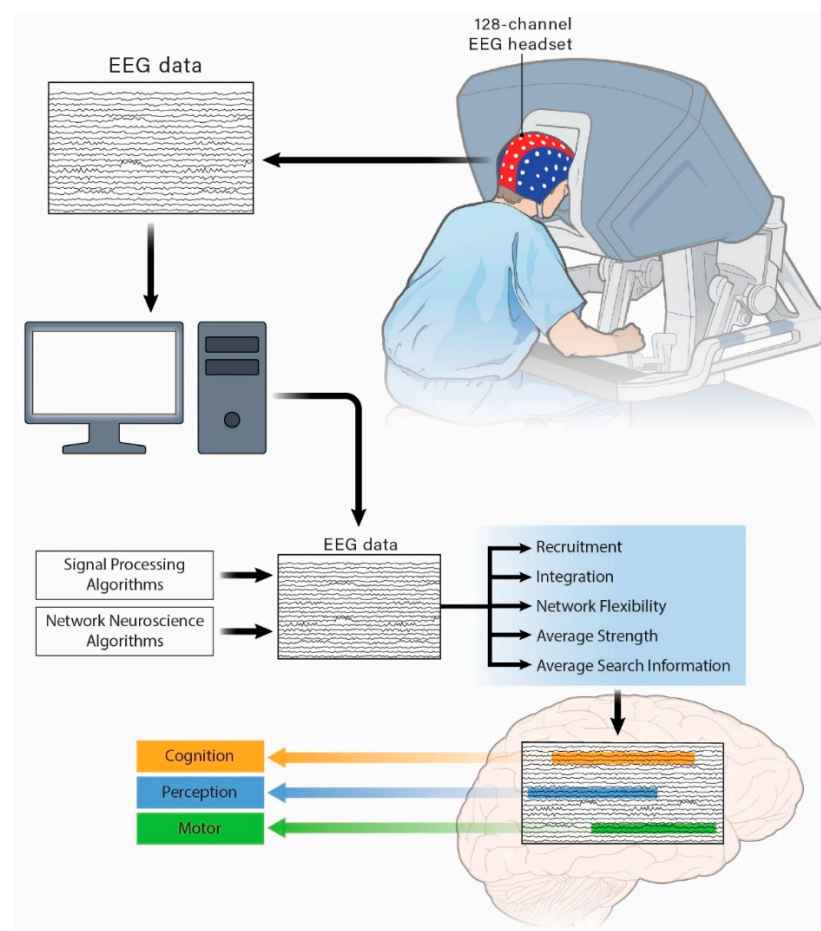 128-channel
EEG headset
EEG data
EEG data
Signal Processing
Algorithms
Network Neuroscience
Algorithms
Recruitment
Integration
Network Flexibility
Average Strength
Average Search Information
Cognition
Perception
Motor